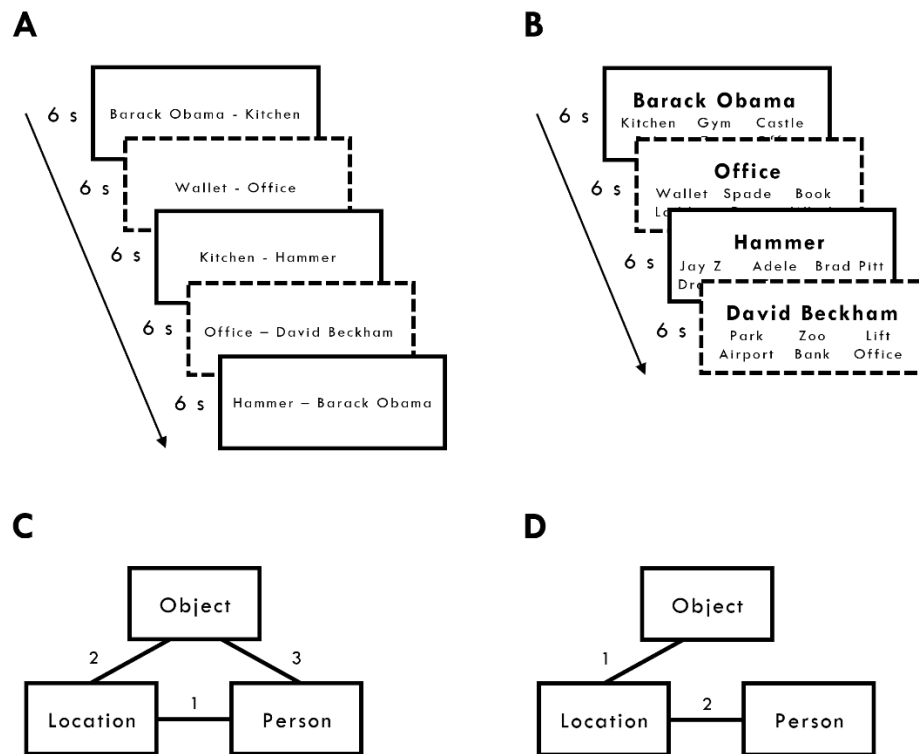 A
6 s
Barack Obama - Kitchen
6 s
Wallet - Office
6 s
Kitchen - Hammer
6 s
Office – David Beckham
6 s
Hammer – Barack Obama
B
6 s
Barack Obama
Kitchen Gym Castle
6 s
Office
Wallet Spade Book
6 s
Hammer
Jay Z Adele Brad Pitt
6 s
David Beckham
Park Zoo Lift
Airport Bank Office
C
Object
2 3
1
Location Person
D
Object
1
2
Location Person